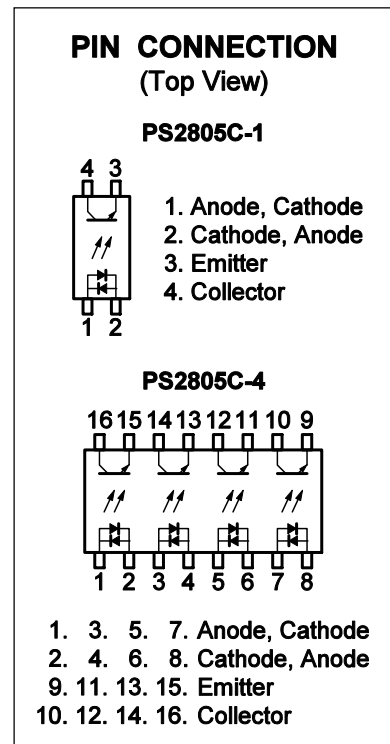 PIN CONNECTION
(Top View)
PS2805C-1
4 3
1. Anode, Cathode
2. Cathode, Anode
3. Emitter
4. Collector
1 2
PS2805C-4
16 15 14 13 12 11 10 9
1 2 3 4 5 6 7 8
1. 3. 5. 7. Anode, Cathode
2. 4. 6. 8. Cathode, Anode
9. 11. 13. 15. Emitter
10. 12. 14. 16. Collector